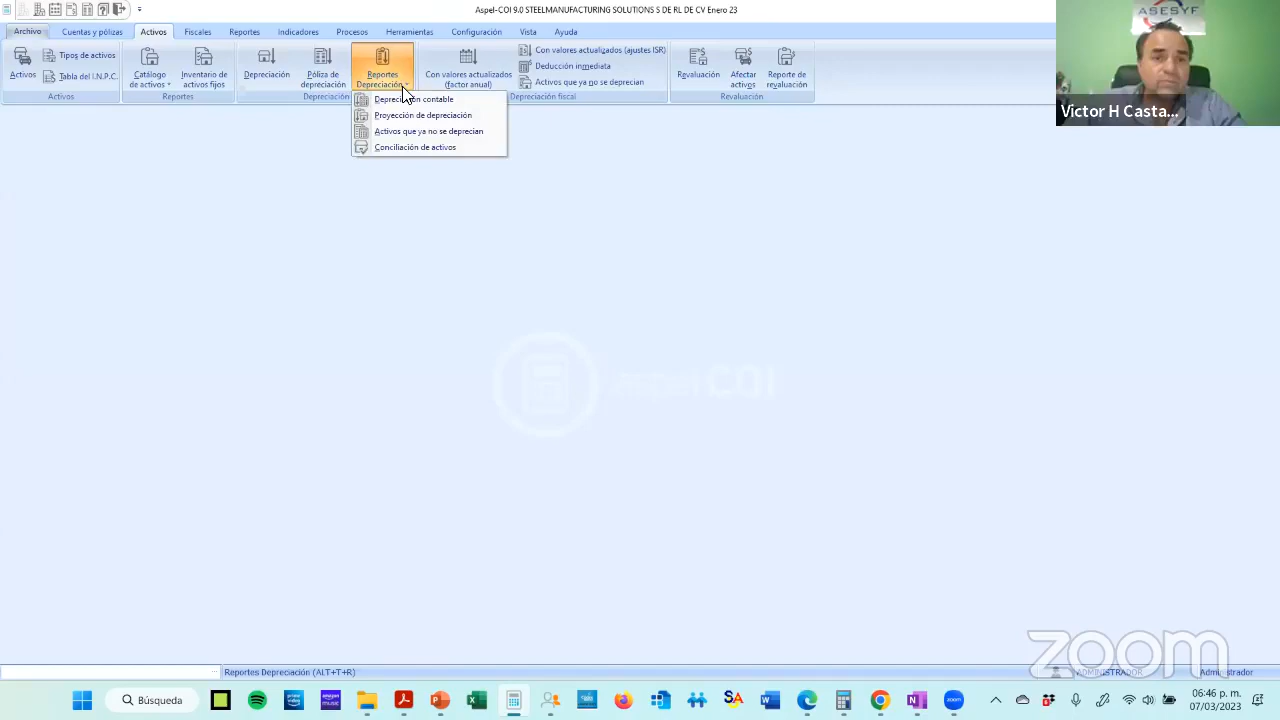 Aspel-COI 9.0 STEELMANUFACTURING SOLUTIONS S DE RL DE CV Enero 23
Archivo Cuentas y pólizas Activos Fiscales Reportes Indicadores Procesos Herramientas Configuración Vista Ayuda
Activos
Tipos de activos
Tabla del I.N.P.C.
Activos
Catálogo de activos
Inventario de activos fijos
Reportes
Depreciación
Póliza de depreciación
Reportes Depreciación
Depreciación
Con valores actualizados (factor anual)
Con valores actualizados (ajustes ISR)
Deducción inmediata
Activos que ya no se deprecian
Depreciación fiscal
Revaluación
Afectar activos
Reporte de revaluación
Revaluación
contable
Proyección de depreciación
Activos que ya no se deprecian
Conciliación de activos
ASESYF
Victor H Casta...
aspel COI
zoom
Reportes Depreciación (ALT+T+R)
ADMINISTRADOR
Administrador
Búsqueda
06:46 p. m.
07/03/2023